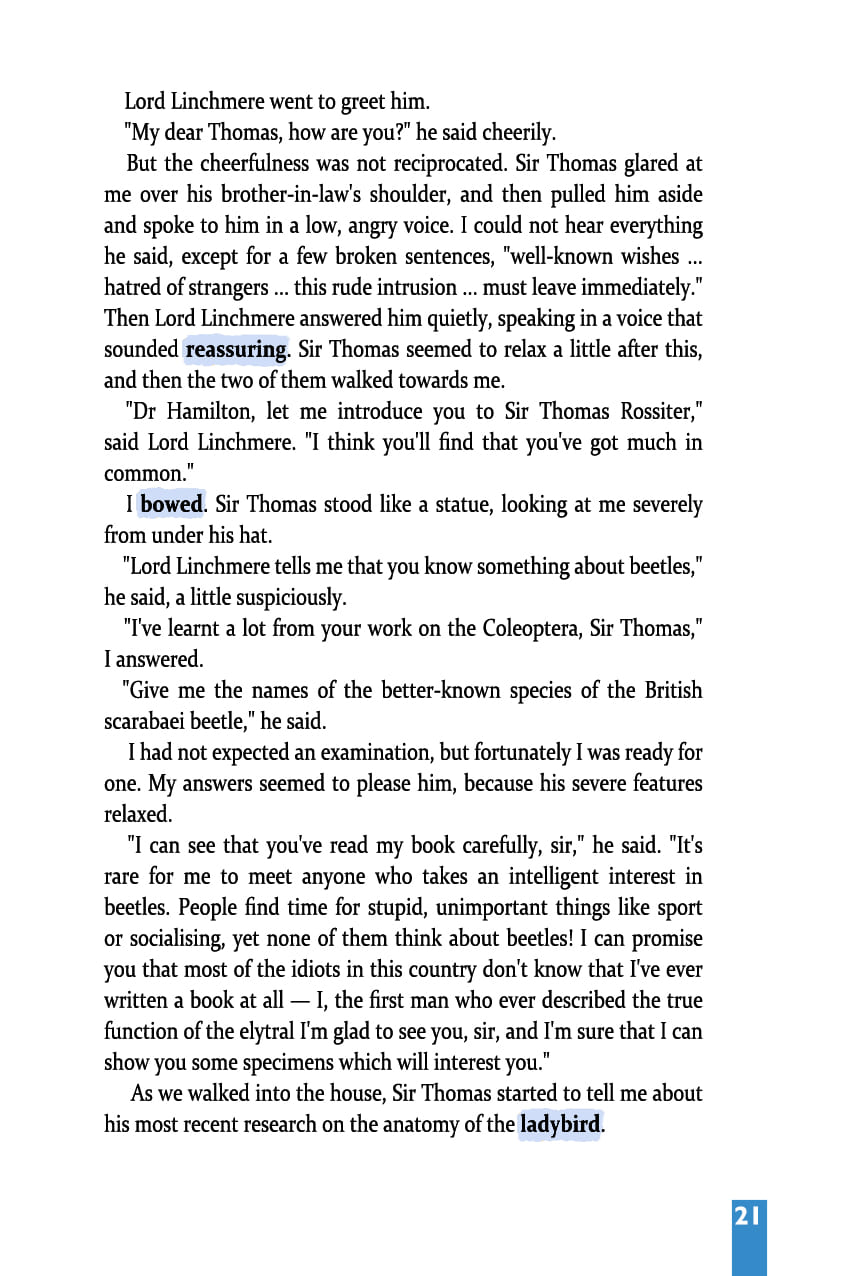 Lord Linchmere went to greet him.
"My dear Thomas, how are you?" he said cheerily.
But the cheerfulness was not reciprocated. Sir Thomas glared at
me over his brother-in-law's shoulder, and then pulled him aside
and spoke to him in a low, angry voice. I could not hear everything
he said, except for a few broken sentences, "well-known wishes ...
hatred of strangers ... this rude intrusion ... must leave immediately."
Then Lord Linchmere answered him quietly, speaking in a voice that
sounded reassuring. Sir Thomas seemed to relax a little after this,
and then the two of them walked towards me.
"Dr Hamilton, let me introduce you to Sir Thomas Rossiter,"
said Lord Linchmere. "I think you'll find that you've got much in
common."
I bowed. Sir Thomas stood like a statue, looking at me severely
from under his hat.
"Lord Linchmere tells me that you know something about beetles,"
he said, a little suspiciously.
"I've learnt a lot from your work on the Coleoptera, Sir Thomas,"
I answered.
"Give me the names of the better-known species of the British
scarabaei beetle," he said.
I had not expected an examination, but fortunately I was ready for
one. My answers seemed to please him, because his severe features
relaxed.
"I can see that you've read my book carefully, sir," he said. "It's
rare for me to meet anyone who takes an intelligent interest in
beetles. People find time for stupid, unimportant things like sport
or socialising, yet none of them think about beetles! I can promise
you that most of the idiots in this country don't know that I've ever
written a book at all — I, the first man who ever described the true
function of the elytral I'm glad to see you, sir, and I'm sure that I can
show you some specimens which will interest you."
As we walked into the house, Sir Thomas started to tell me about
his most recent research on the anatomy of the ladybird.
21